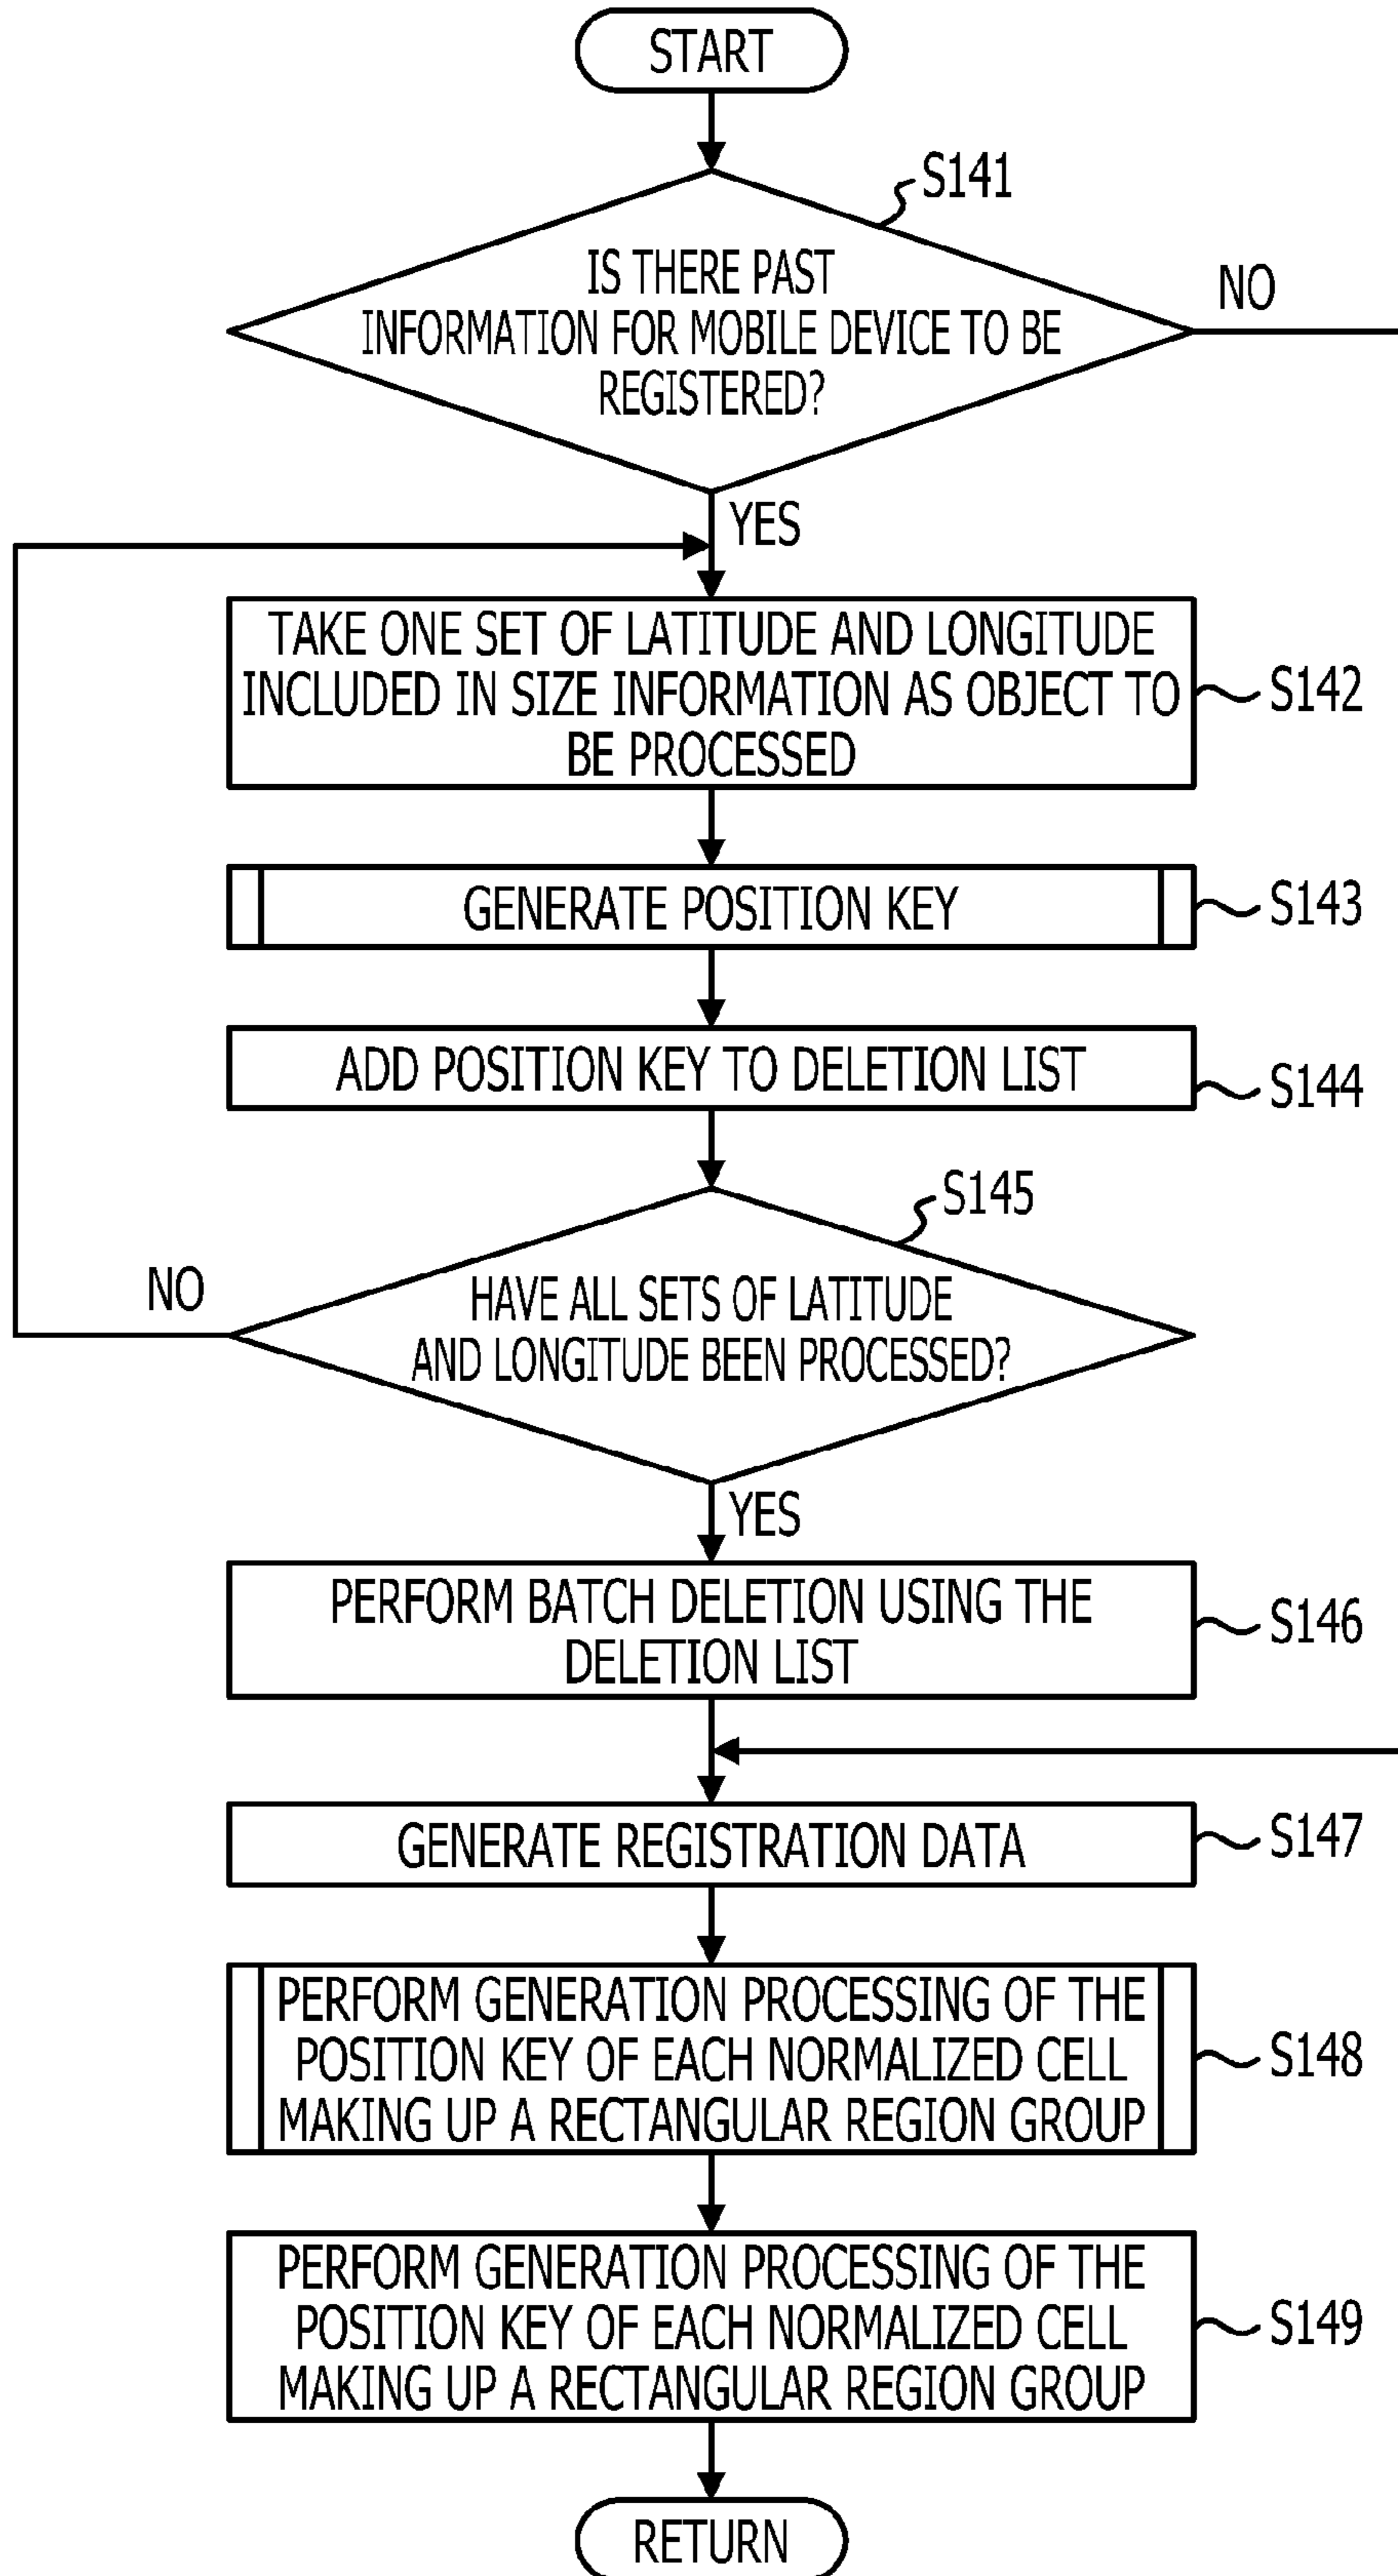 START
S141
IS THERE PAST
INFORMATION FOR MOBILE DEVICE TO BE
REGISTERED?
NO
YES
TAKE ONE SET OF LATITUDE AND LONGITUDE
INCLUDED IN SIZE INFORMATION AS OBJECT TO
BE PROCESSED
S142
GENERATE POSITION KEY
S143
ADD POSITION KEY TO DELETION LIST
S144
S145
HAVE ALL SETS OF LATITUDE
AND LONGITUDE BEEN PROCESSED?
NO
YES
PERFORM BATCH DELETION USING THE
DELETION LIST
S146
GENERATE REGISTRATION DATA
S147
PERFORM GENERATION PROCESSING OF THE
POSITION KEY OF EACH NORMALIZED CELL
MAKING UP A RECTANGULAR REGION GROUP
S148
PERFORM GENERATION PROCESSING OF THE
POSITION KEY OF EACH NORMALIZED CELL
MAKING UP A RECTANGULAR REGION GROUP
S149
RETURN